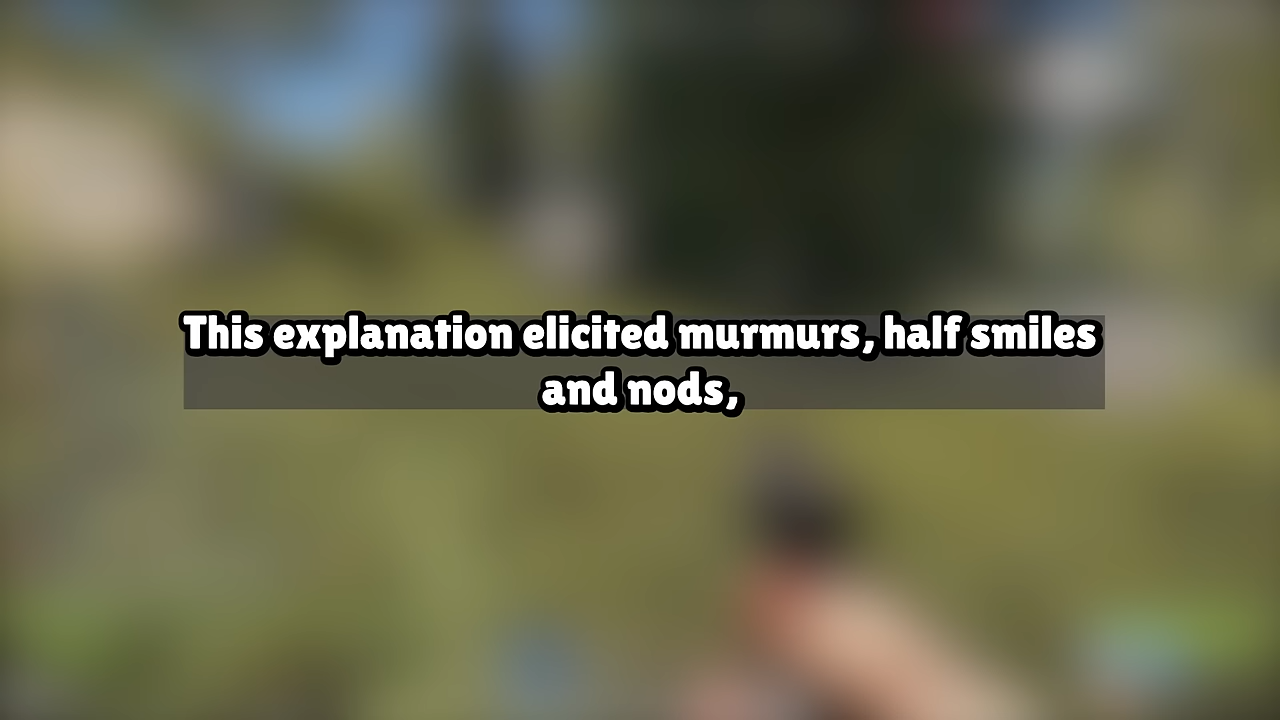 This explanation elicited murmurs, half smiles
and nods,